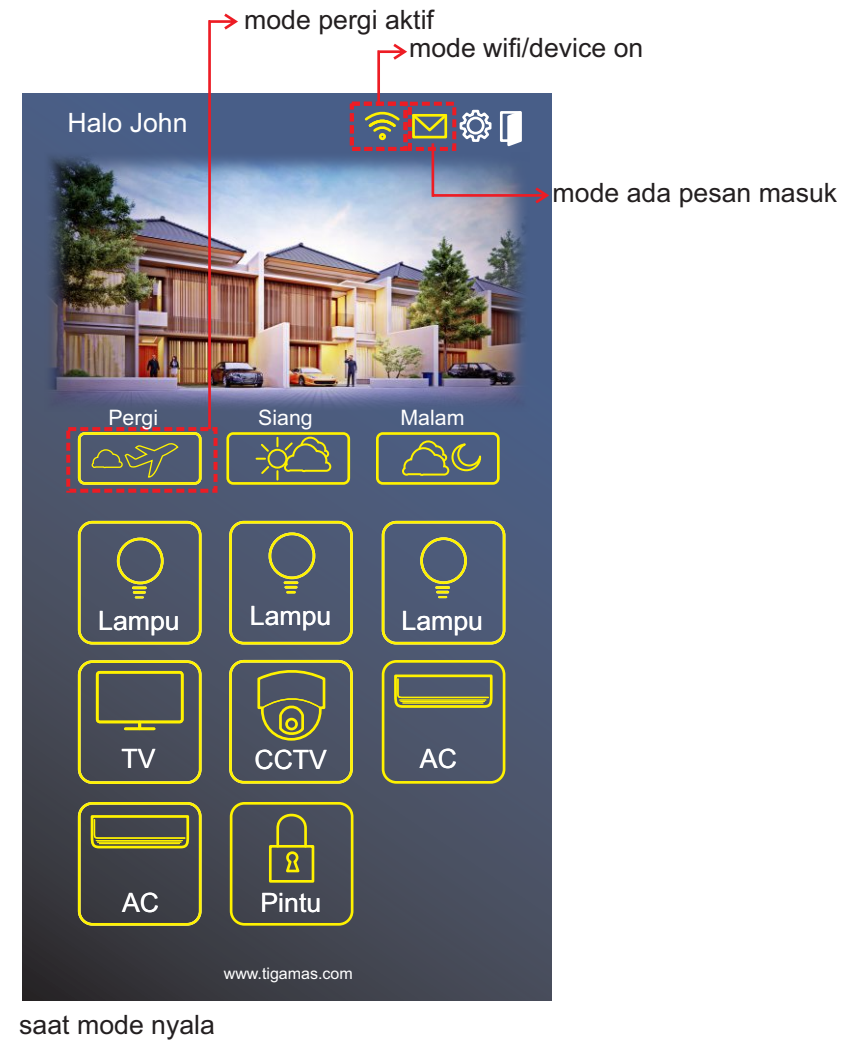 mode pergi aktif
mode wifi/device on
Halo John
mode ada pesan masuk
Pergi
Siang
Malam
Lampu
Lampu
Lampu
TV
CCTV
AC
AC
Pintu
www.tigamas.com
saat mode nyala